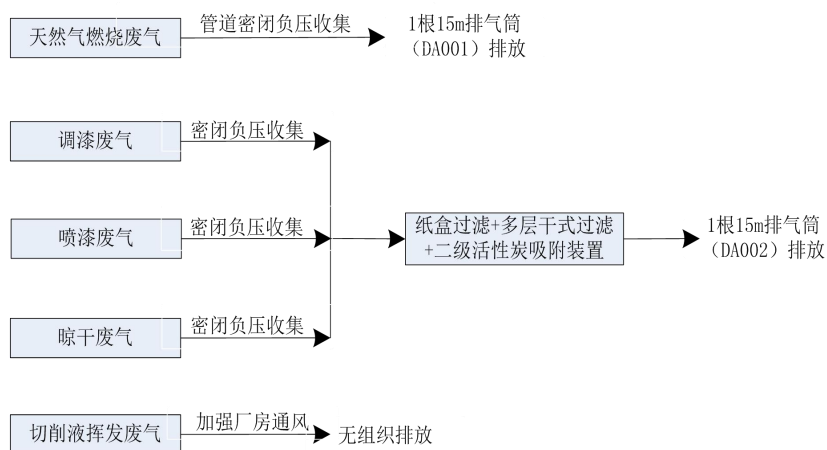 天然气燃烧废气
管道密闭负压收集
1根15m排气筒
（DA001）排放
调漆废气
密闭负压收集
喷漆废气
密闭负压收集
纸盒过滤+多层干式过滤
+二级活性炭吸附装置
1根15m排气筒
（DA002）排放
晾干废气
密闭负压收集
切削液挥发废气
加强厂房通风
无组织排放